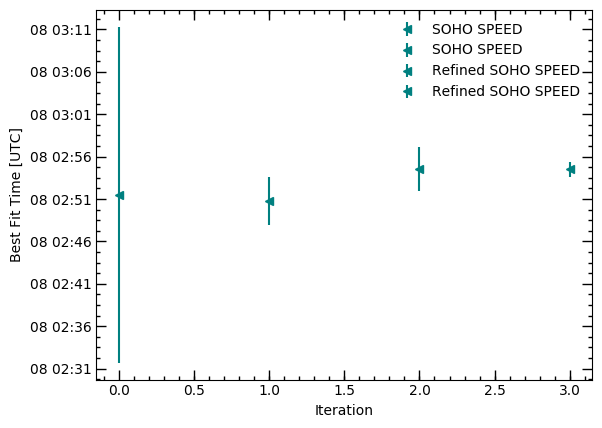 08 03:11
08 03:06
08 03:01
08 02:56
08 02:51
08 02:46
08 02:41
08 02:36
08 02:31
Best Fit Time [UTC]
SOHO SPEED
SOHO SPEED
Refined SOHO SPEED
Refined SOHO SPEED
0.0 0.5 1.0 1.5 2.0 2.5 3.0
Iteration